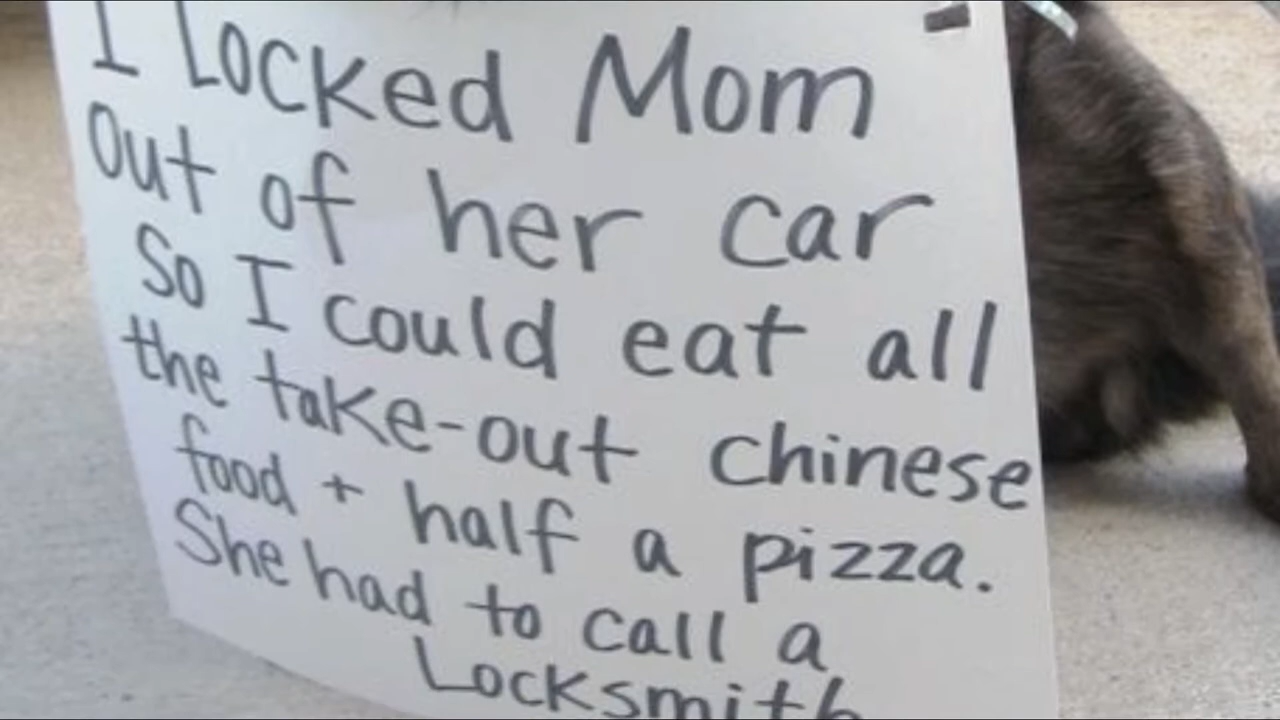 I Locked Mom
Out of her car
So I could eat all
the take-out chinese
food + half a pizza.
She had to call a
Locksmith